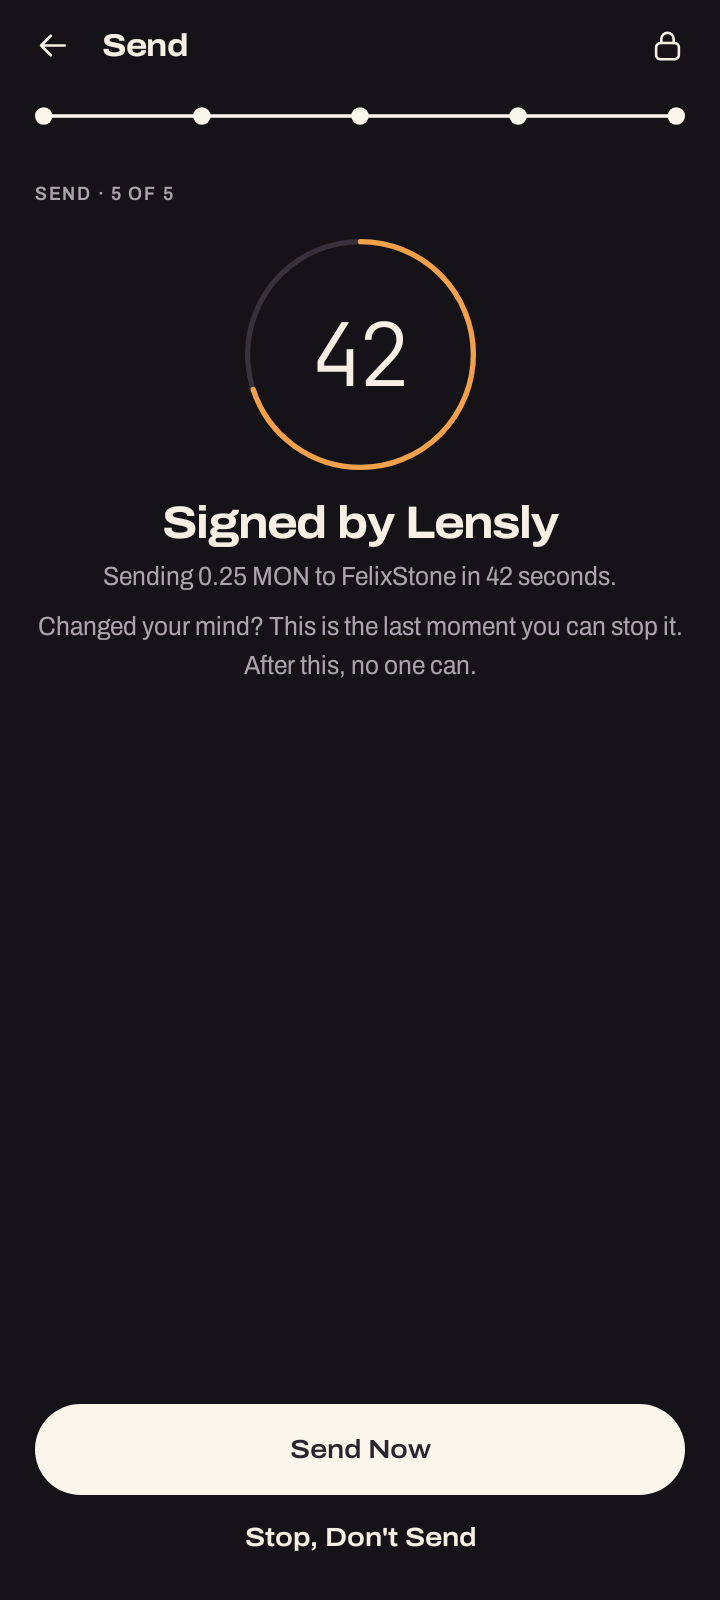 Send
SEND · 5 OF 5
42
Signed by Lensly
Sending 0.25 MON to FelixStone in 42 seconds.
Changed your mind? This is the last moment you can stop it.
After this, no one can.
Send Now
Stop, Don't Send